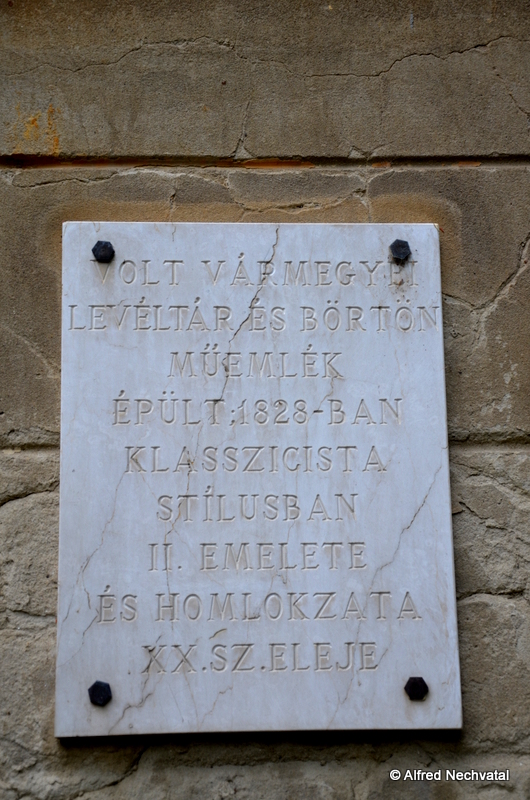 VOLT VÁRMEGYEI
LEVÉLTÁR ÉS BÖRTÖN
MŰEMLÉK
ÉPÜLT; 1828-BAN
KLASSZICISTA
STÍLUSBAN
II. EMELETE
ÉS HOMLOKZATA
XX.SZ.ELEJE
© Alfred Nechvatal